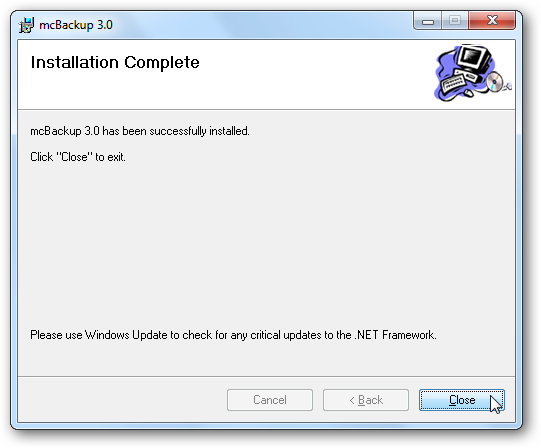 mcBackup 3.0
Installation Complete
mcBackup 3.0 has been successfully installed.
Click "Close" to exit.
Please use Windows Update to check for any critical updates to the .NET Framework.
Cancel
< Back
Close